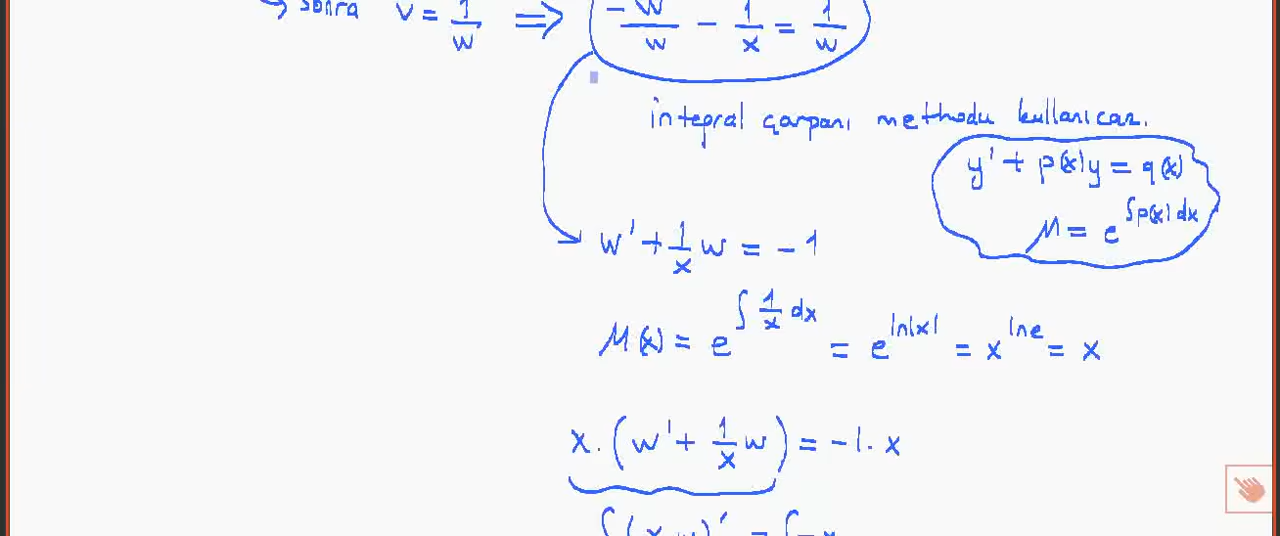 sonra v = 1/w ⇒ -w/w - 1/x = 1/w
integral çarpanı methodu kullanıcaz.
y' + p(x)y = q(x)
μ = e^∫p(x)dx
w' + 1/x w = -1
μ(x) = e^∫1/x dx = e^ln|x| = x^lne = x
x.(w' + 1/x w) = -1.x
∫(x.w)' = ∫-x